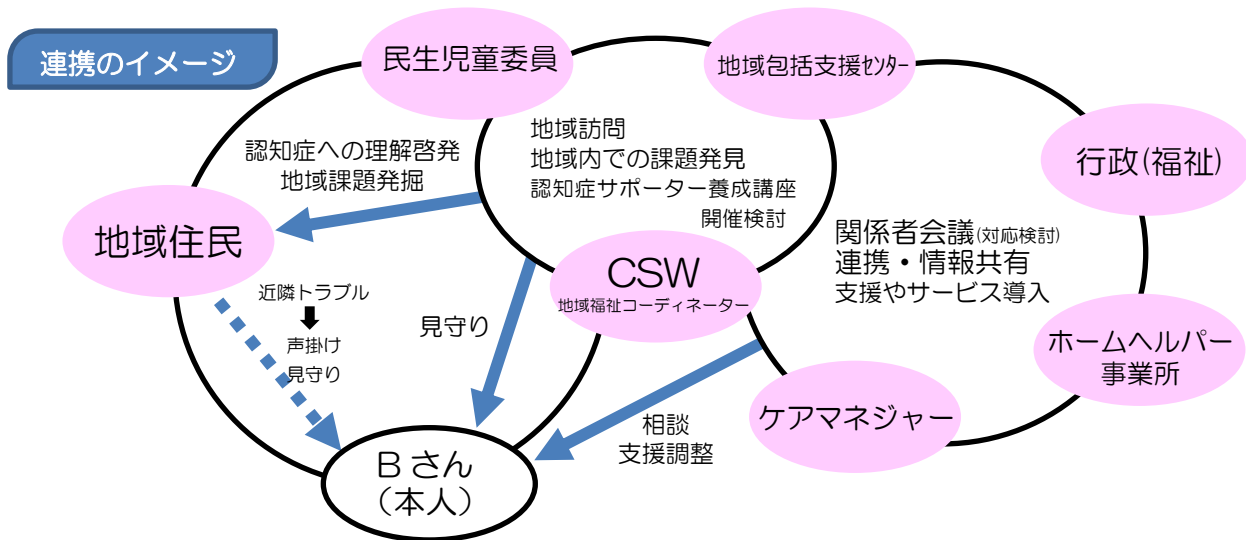 連携のイメージ
民生児童委員
地域包括支援ｾﾝﾀｰ
地域訪問
地域内での課題発見
認知症サポーター養成講座
開催検討
認知症への理解啓発
地域課題発掘
行政(福祉)
地域住民
関係者会議(対応検討)
連携・情報共有
支援やサービス導入
CSW
地域福祉コーディネーター
近隣トラブル
声掛け
見守り
見守り
ホームヘルパー
事業所
ケアマネジャー
相談
支援調整
Bさん
（本人）